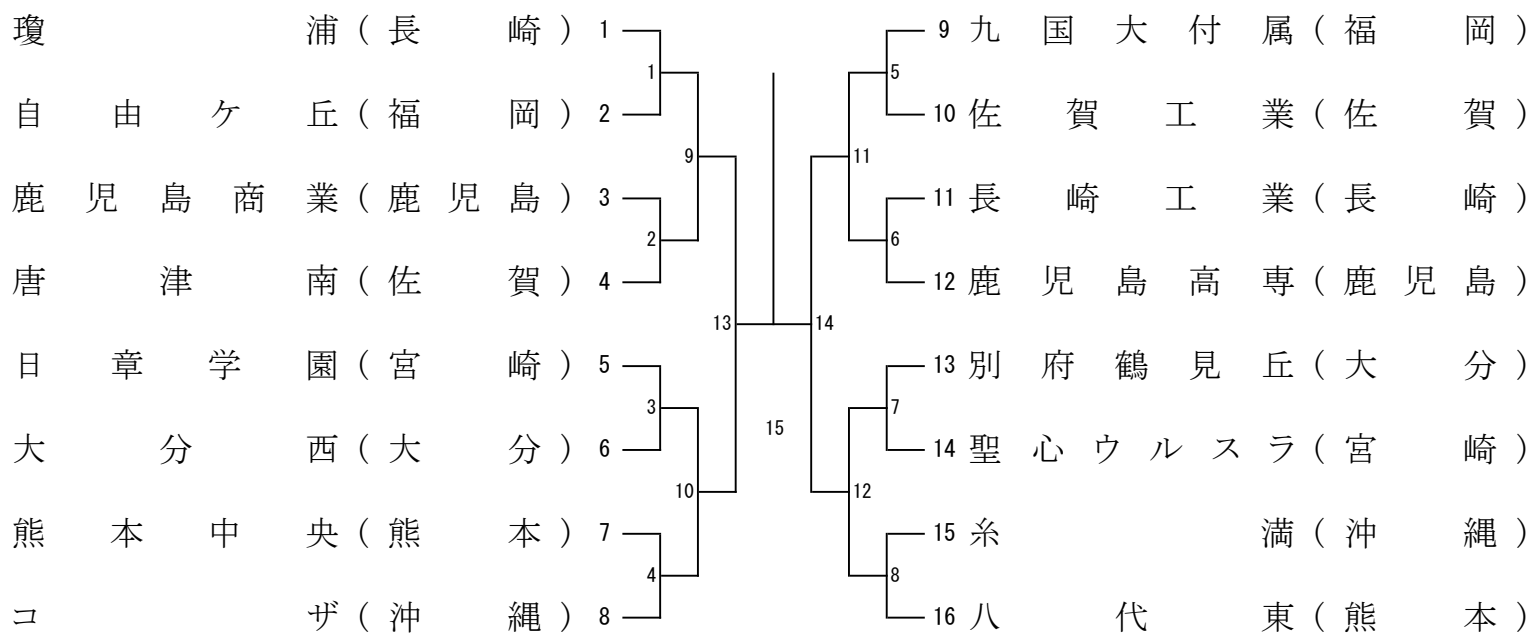 瓊浦(長崎) 1
1
自由ケ丘(福岡) 2
9
鹿児島商業(鹿児島) 3
2
唐津南(佐賀) 4
13
日章学園(宮崎) 5
3
大分西(大分) 6
10
熊本中央(熊本) 7
4
コザ(沖縄) 8
15
9 九国大付属(福岡)
5
10 佐賀工業(佐賀)
11
11 長崎工業(長崎)
6
12 鹿児島高専(鹿児島)
14
13 別府鶴見丘(大分)
7
14 聖心ウルスラ(宮崎)
12
15 糸満(沖縄)
8
16 八代東(熊本)